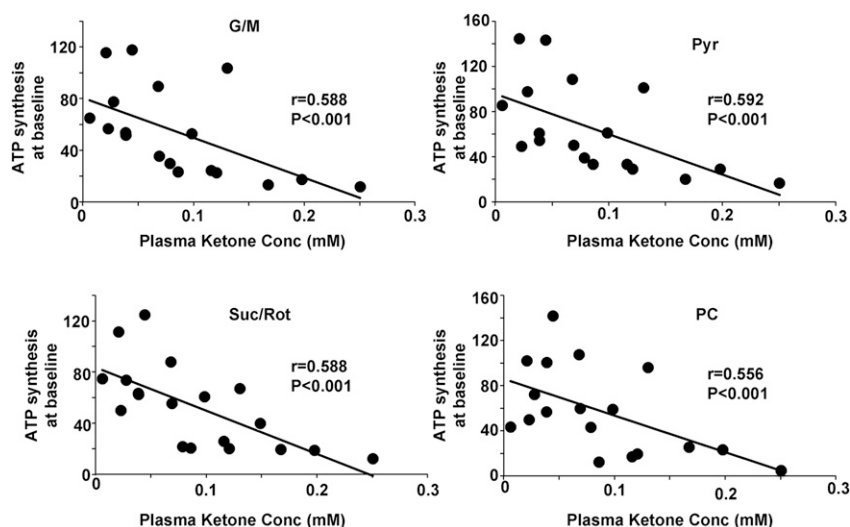 G/M
ATP synthesis
at baseline
120
80
40
0
r=0.588
P<0.001
0
0.1
0.2
0.3
Plasma Ketone Conc (mM)
Pyr
ATP synthesis
at baseline
160
120
80
40
0
r=0.592
P<0.001
0
0.1
0.2
0.3
Plasma Ketone Conc (mM)
Suc/Rot
ATP synthesis
at baseline
120
80
40
0
r=0.588
P<0.001
0
0.1
0.2
0.3
Plasma Ketone Conc (mM)
PC
ATP synthesis
at baseline
160
120
80
40
0
r=0.556
P<0.001
0
0.1
0.2
0.3
Plasma Ketone Conc (mM)